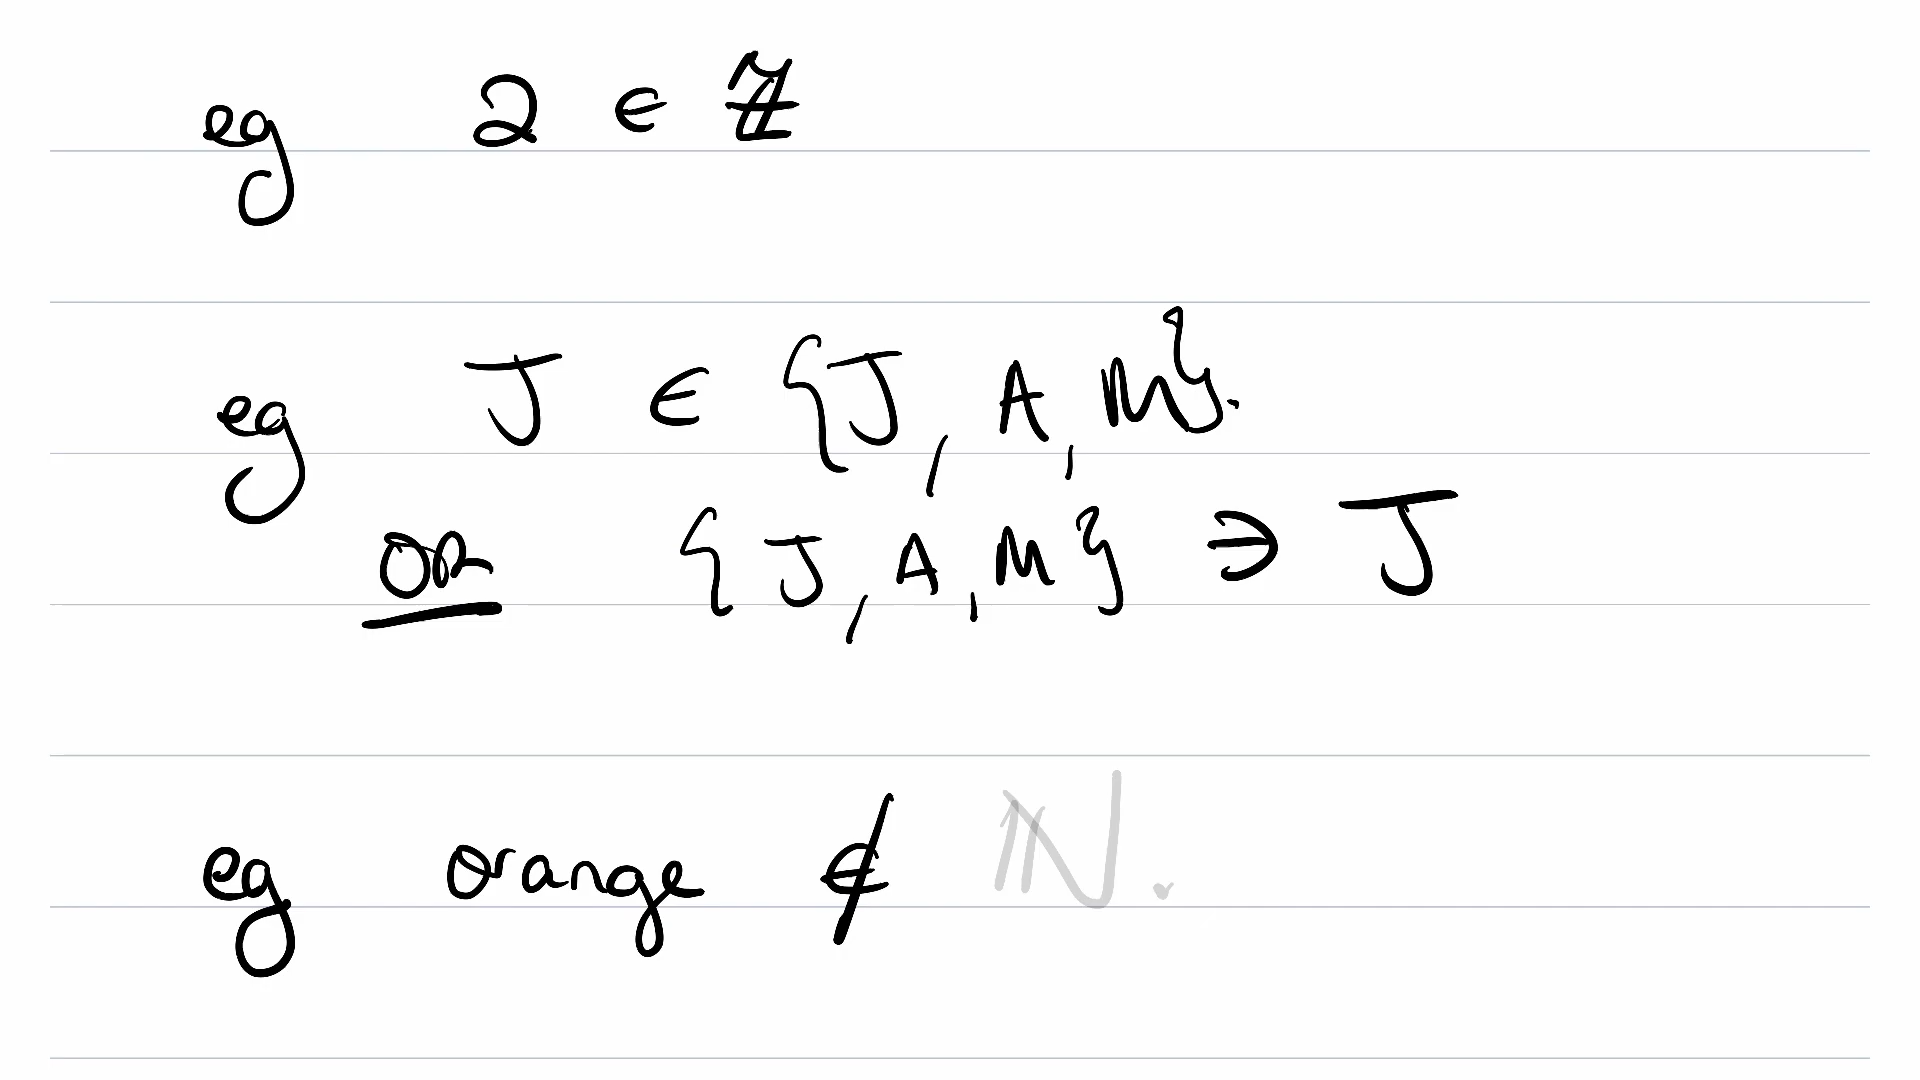 eg 2 ∈ ℤ
eg J ∈ {J, A, M}.
OR {J, A, M} ∋ J
eg orange ∉ ℕ.